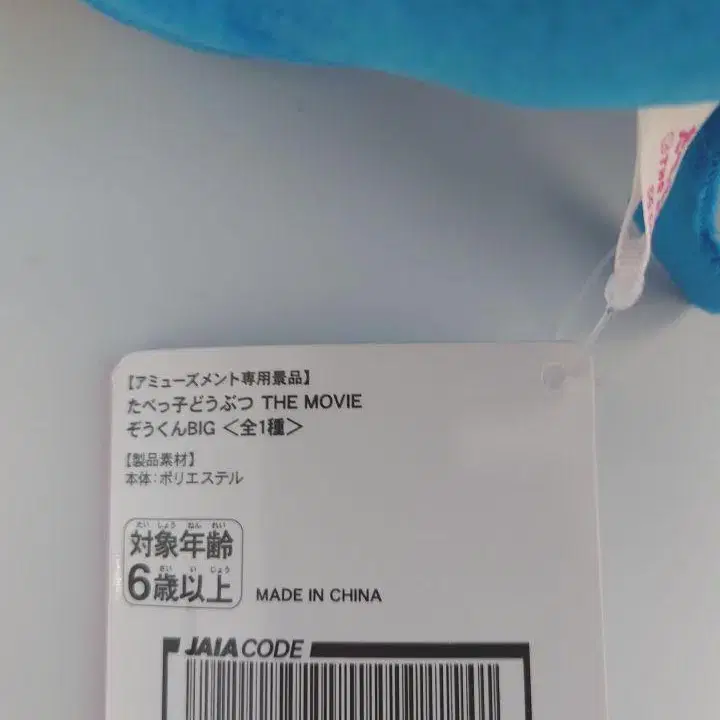 【アミューズメント専用景品】
たべっ子どうぶつ THE MOVIE
ぞうくんBIG <全1種>
【製品素材】
本体:ポリエステル
たい しょう ねん れい
対象年齢
さい い じょう
6歳以上
MADE IN CHINA
JAIA CODE